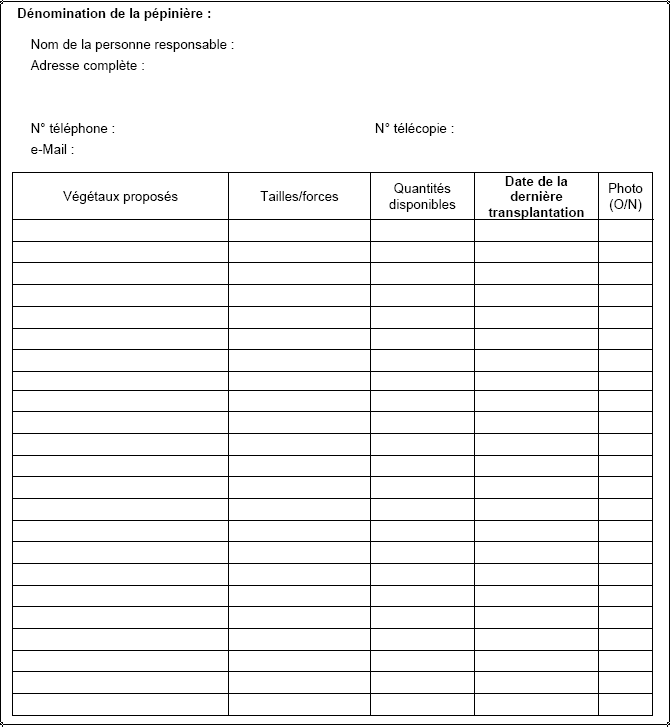 Dénomination de la pépinière :
Nom de la personne responsable :
Adresse complète :
N° téléphone : N° télécopie :
e-Mail :
Végétaux proposés
Tailles/forces
Quantités
disponibles
Date de la
dernière
transplantation
Photo
(O/N)